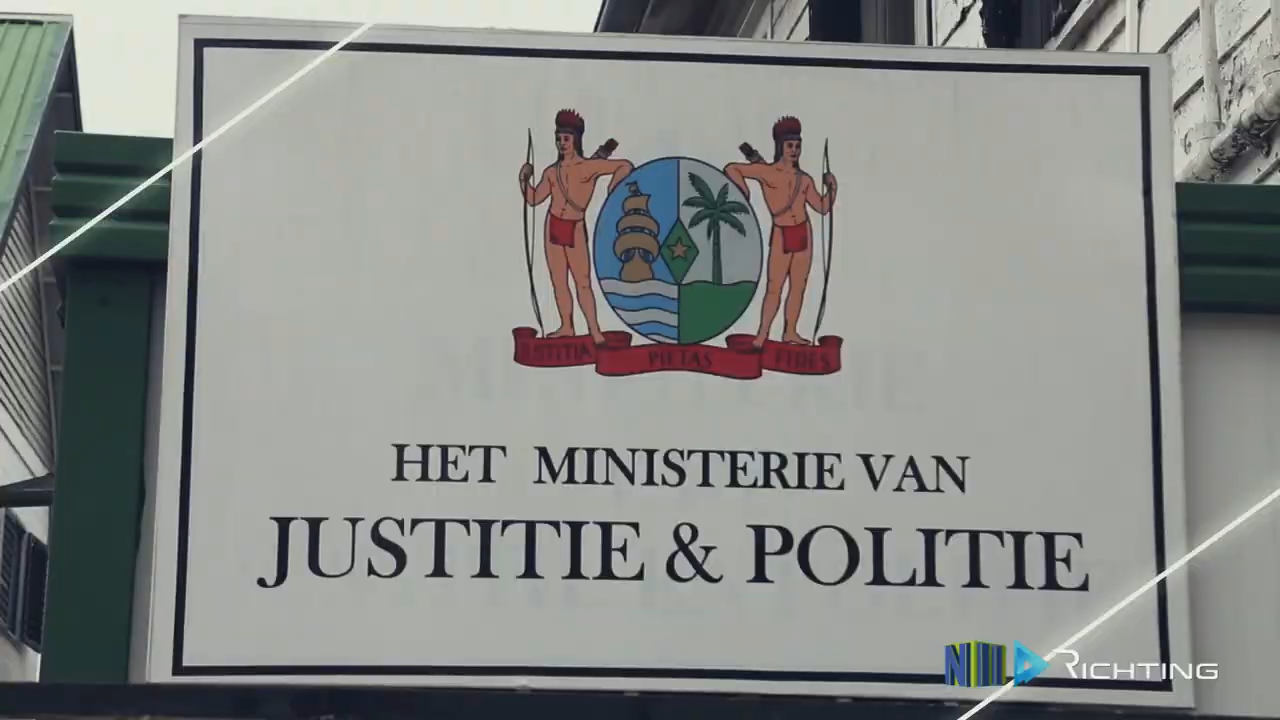 JUSTITIA PIETAS FIDES
HET MINISTERIE VAN
JUSTITIE & POLITIE
RICHTING